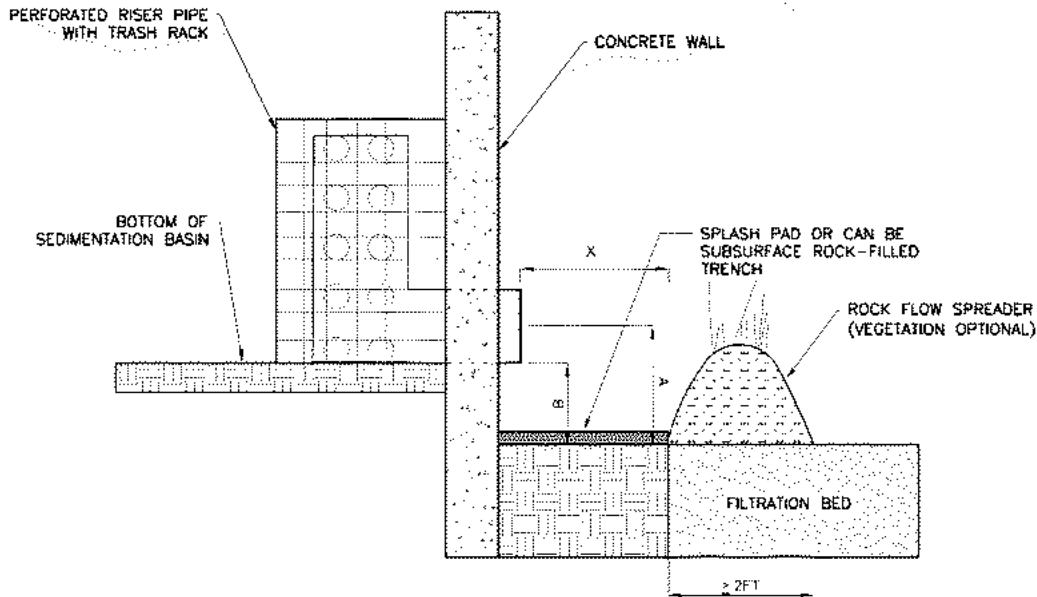 PERFORATED RISER PIPE
WITH TRASH RACK
CONCRETE WALL
BOTTOM OF
SEDIMENTATION BASIN
X
SPLASH PAD OR CAN BE
SUBSURFACE ROCK-FILLED
TRENCH
ROCK FLOW SPREADER
(VEGETATION OPTIONAL)
B
A
FILTRATION BED
≥ 2FT